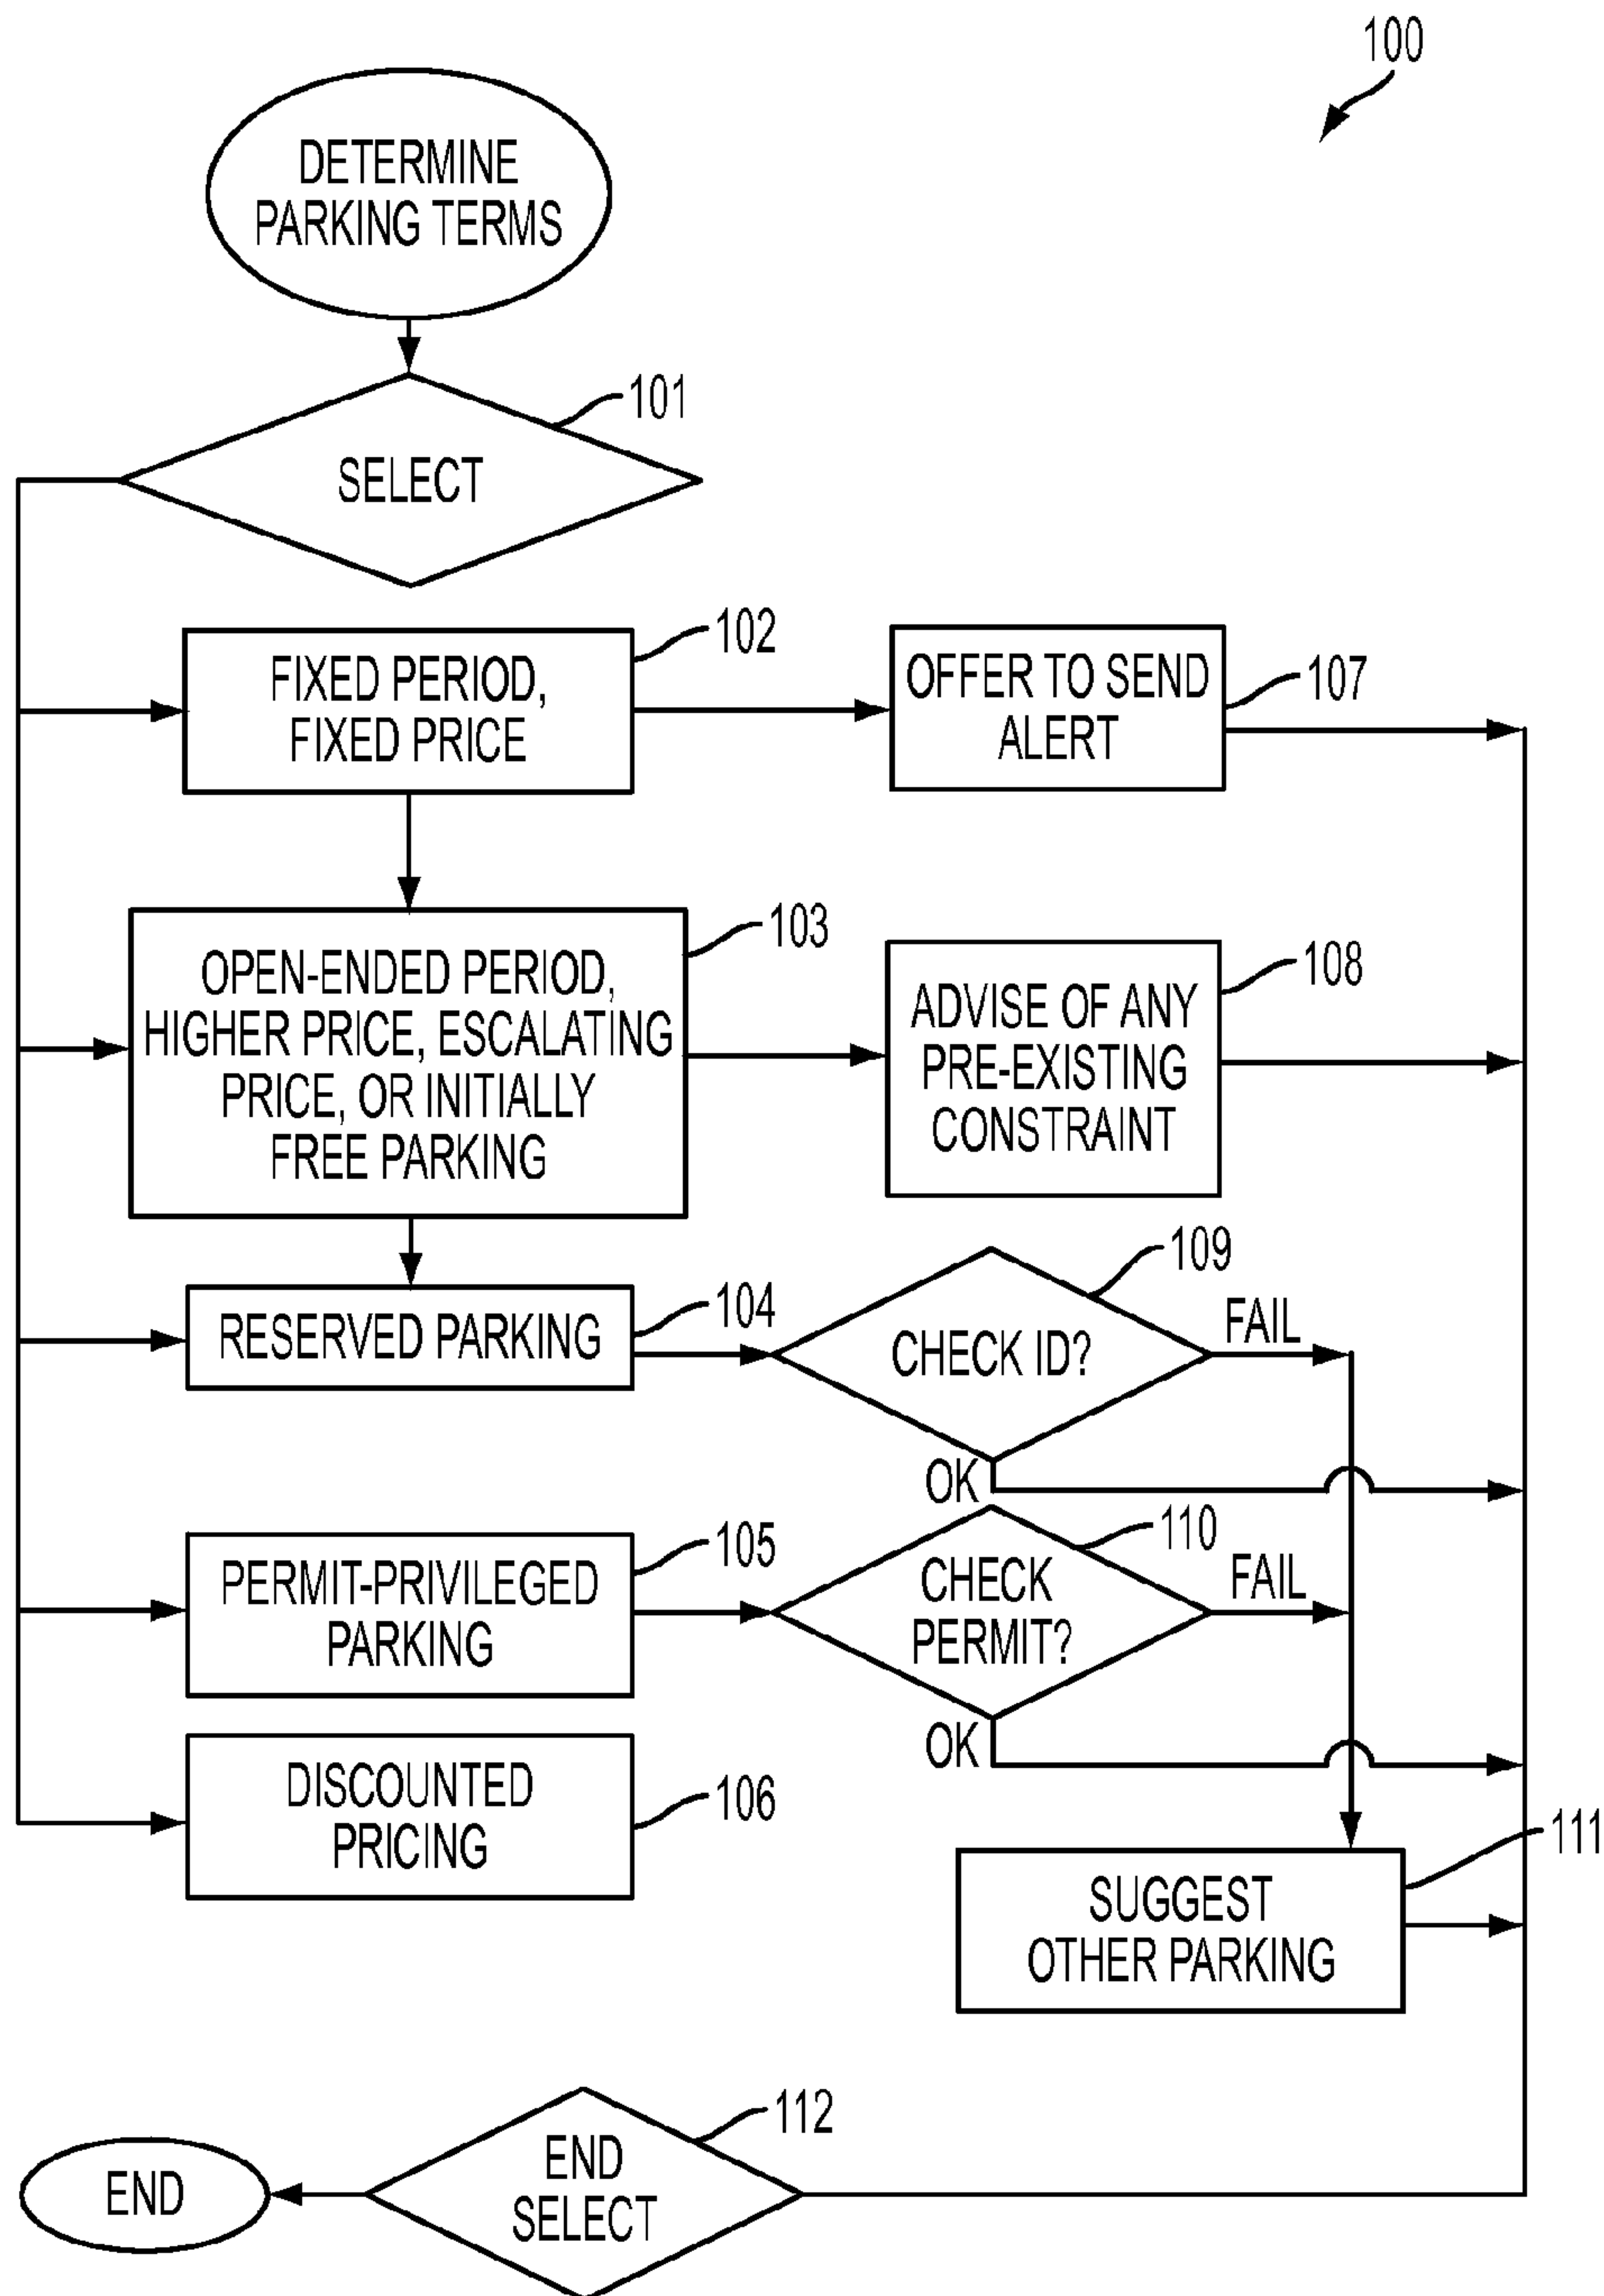 100
DETERMINE
PARKING TERMS
101
SELECT
102
FIXED PERIOD,
FIXED PRICE
OFFER TO SEND
ALERT
107
103
OPEN-ENDED PERIOD,
HIGHER PRICE, ESCALATING
PRICE, OR INITIALLY
FREE PARKING
108
ADVISE OF ANY
PRE-EXISTING
CONSTRAINT
109
104
RESERVED PARKING
CHECK ID?
FAIL
OK
110
105
PERMIT-PRIVILEGED
PARKING
CHECK
PERMIT?
FAIL
OK
106
DISCOUNTED
PRICING
111
SUGGEST
OTHER PARKING
112
END
SELECT
END